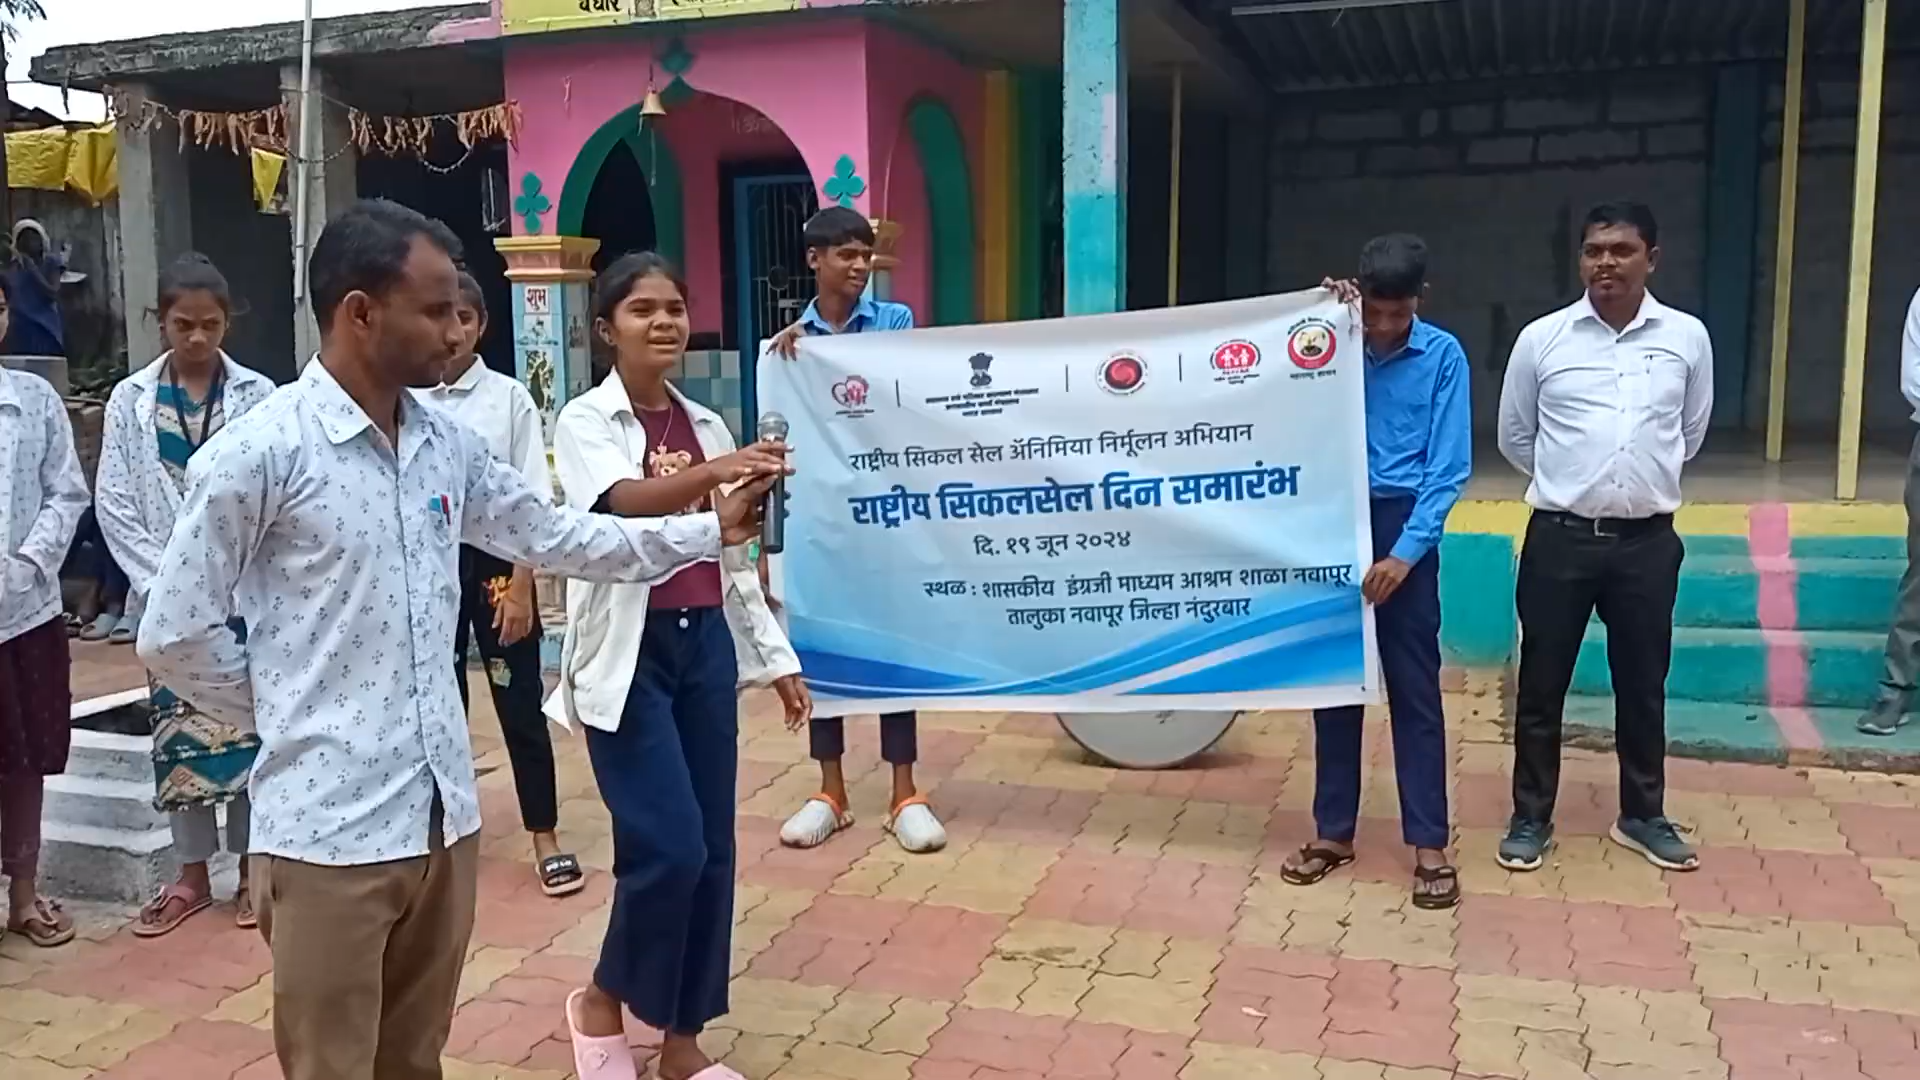 शुभ
राष्ट्रीय सिकल सेल ॲनिमिया निर्मूलन अभियान
राष्ट्रीय सिकलसेल दिन समारंभ
दि. १९ जून २०२४
स्थळ : शासकीय इंग्रजी माध्यम आश्रम शाळा नवापूर
तालुका नवापूर जिल्हा नंदुरबार